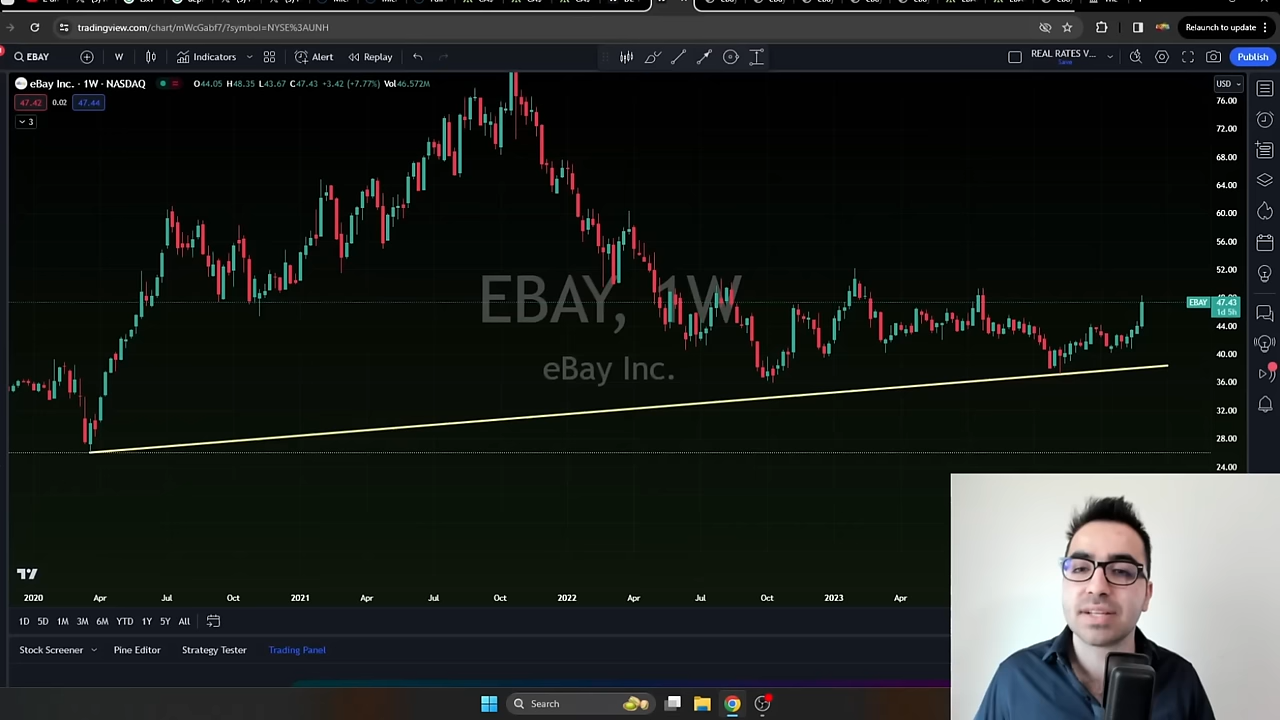 tradingview.com/chart/mWcGabf7/?symbol=NYSE%3AUNH
Relaunch to update
EBAY
W
Indicators
Alert
Replay
REAL RATES V...
Save
Publish
eBay Inc. · 1W · NASDAQ
O44.05 H48.35 L43.67 C47.43 +3.42 (+7.77%) Vol46.572M
USD
47.42 0.02 47.44
3
76.00
72.00
68.00
64.00
60.00
56.00
52.00
EBAY 47.43
1d 5h
44.00
40.00
36.00
32.00
28.00
24.00
EBAY, 1W
eBay Inc.
2020 Apr Jul Oct 2021 Apr Jul Oct 2022 Apr Jul Oct 2023 Apr
1D 5D 1M 3M 6M YTD 1Y 5Y All
Stock Screener Pine Editor Strategy Tester Trading Panel
Search